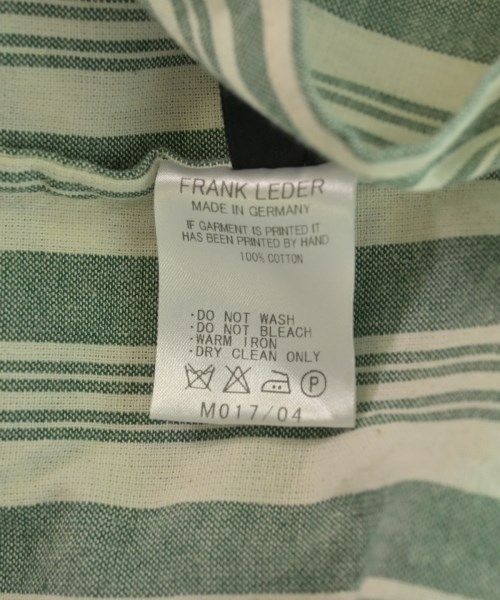 FRANK LEDER
MADE IN GERMANY
IF GARMENT IS PRINTED IT
HAS BEEN PRINTED BY HAND
100% COTTON
·DO NOT WASH
·DO NOT BLEACH
·WARM IRON
·DRY CLEAN ONLY
P
M017/04